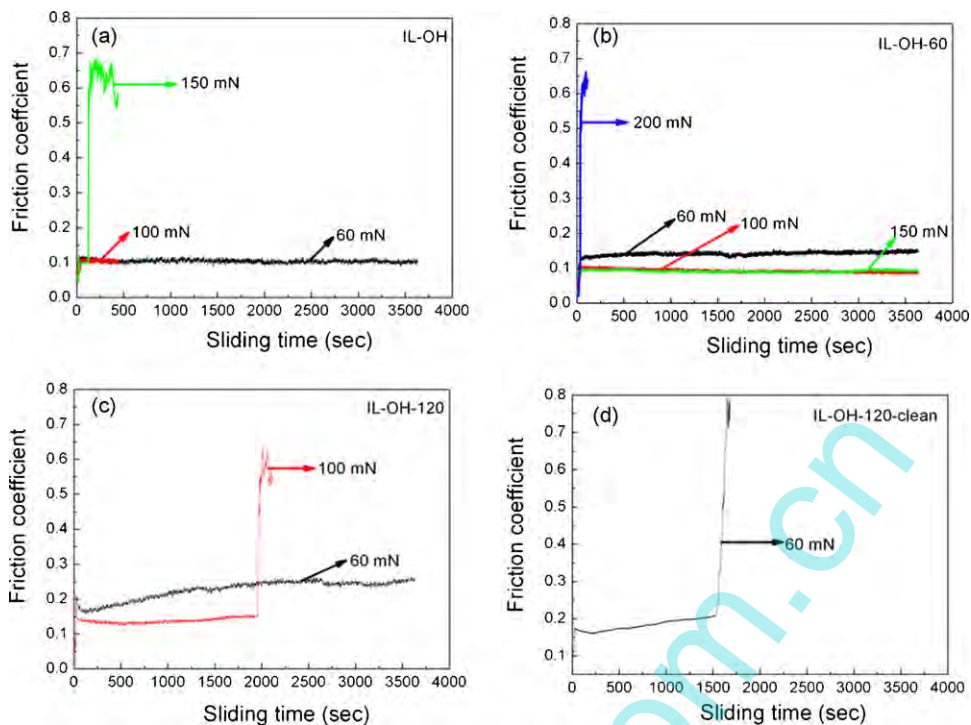 (a)
IL-OH
Friction coeffcient
0.8
0.7
0.6
0.5
0.4
0.3
0.2
0.1
0.0
150 mN
100 mN
60 mN
0 500 1000 1500 2000 2500 3000 3500 4000
Sliding time (sec)
(b)
IL-OH-60
Friction coefficient
0.8
0.7
0.6
0.5
0.4
0.3
0.2
0.1
0.0
200 mN
60 mN
100 mN
150 mN
0 500 1000 1500 2000 2500 3000 3500 4000
Sliding time (sec)
(c)
IL-OH-120
Friction coefficient
0.8
0.7
0.6
0.5
0.4
0.3
0.2
0.1
0.0
100 mN
60 mN
0 500 1000 1500 2000 2500 3000 3500 4000
Sliding time (sec)
(d)
IL-OH-120-clean
Friction coefficient
0.8
0.7
0.6
0.5
0.4
0.3
0.2
0.1
60 mN
0 500 1000 1500 2000 2500 3000 3500 4000
Sliding time (sec)
om.cn